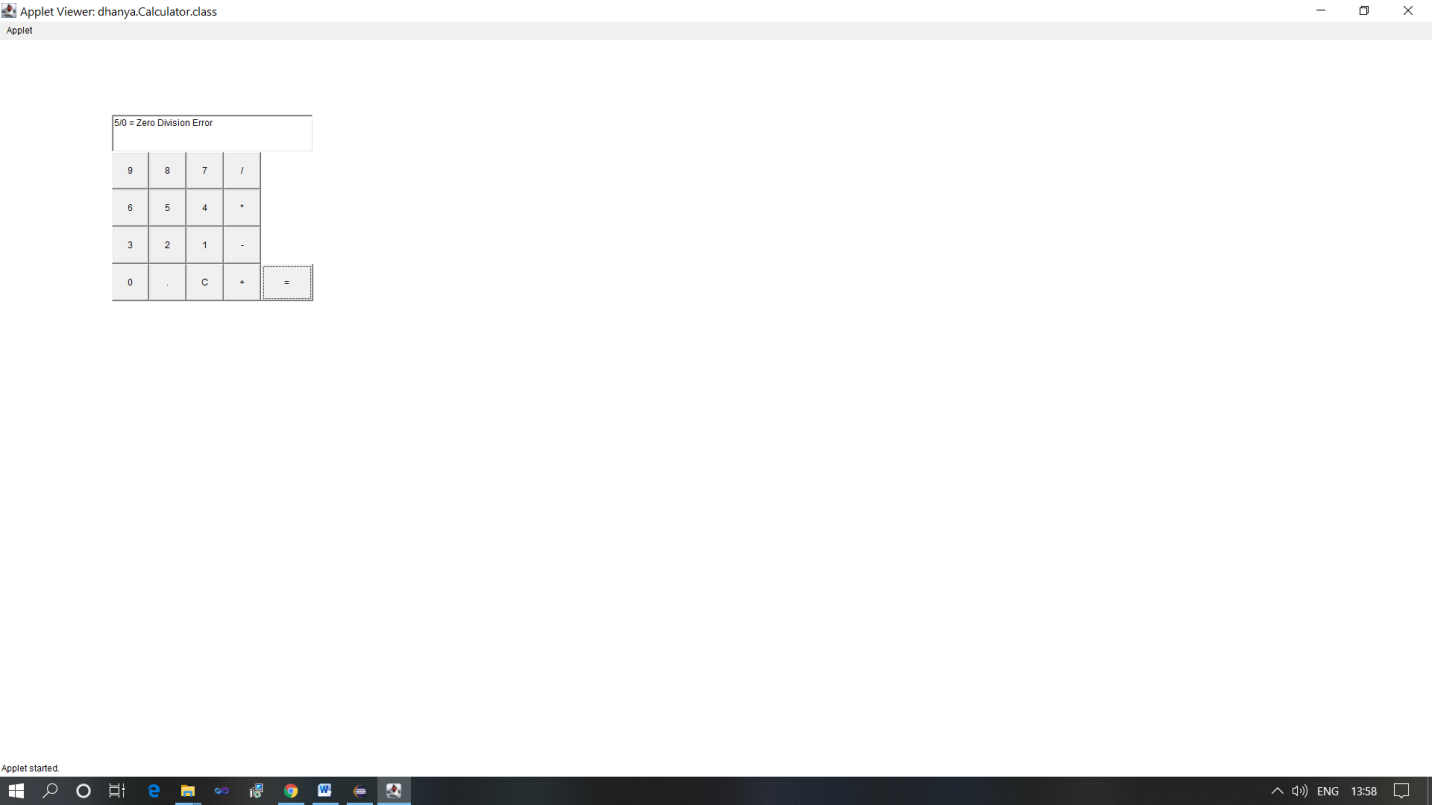 Applet Viewer: dhanya.Calculator.class
Applet
5/0 = Zero Division Error
9 8 7 /
6 5 4 *
3 2 1 -
0 . C + =
Applet started.
ENG 13:58